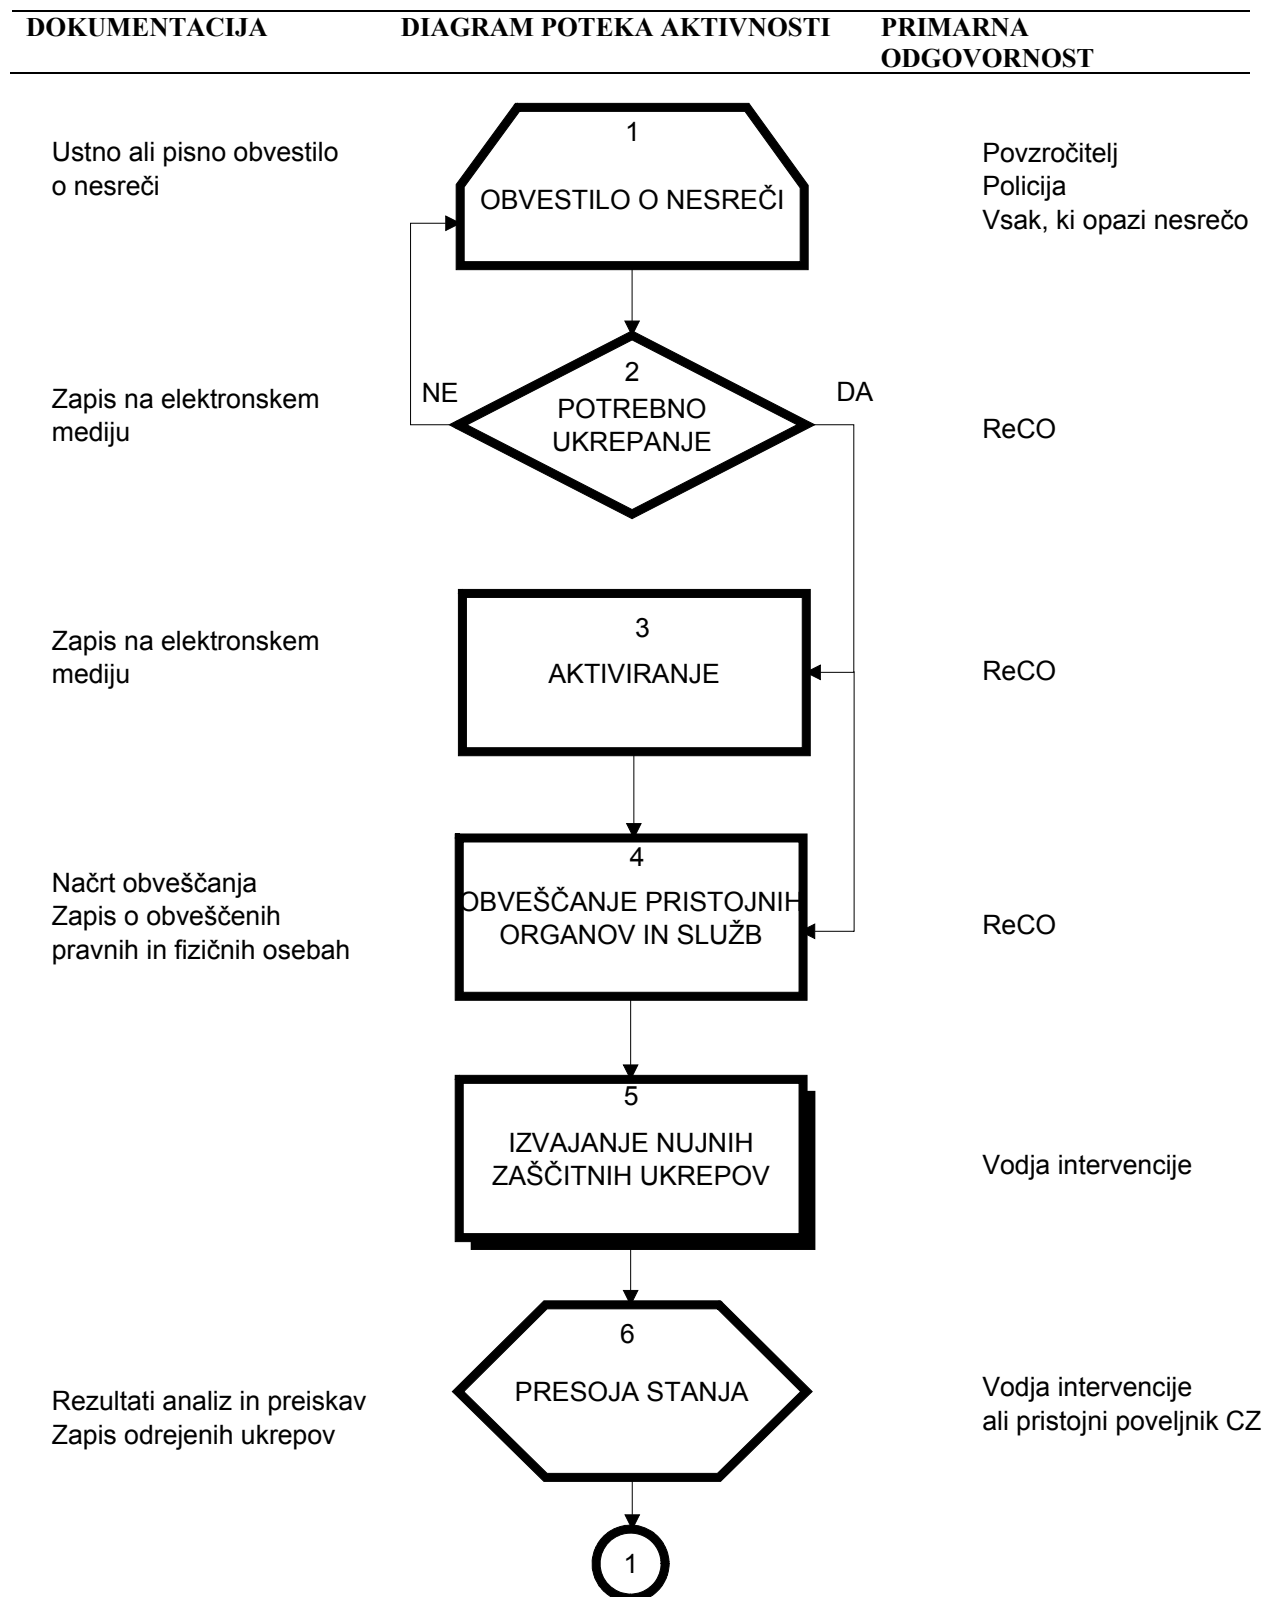 DOKUMENTACIJA
DIAGRAM POTEKA AKTIVNOSTI
PRIMARNA
ODGOVORNOST
Ustno ali pisno obvestilo
o nesreči
1
OBVESTILO O NESREČI
Povzročitelj
Policija
Vsak, ki opazi nesrečo
Zapis na elektronskem
mediju
NE
2
POTREBNO
UKREPANJE
DA
ReCO
Zapis na elektronskem
mediju
3
AKTIVIRANJE
ReCO
Načrt obveščanja
Zapis o obveščenih
pravnih in fizičnih osebah
4
OBVEŠČANJE PRISTOJNIH
ORGANOV IN SLUŽB
ReCO
5
IZVAJANJE NUJNIH
ZAŠČITNIH UKREPOV
Vodja intervencije
Rezultati analiz in preiskav
Zapis odrejenih ukrepov
6
PRESOJA STANJA
Vodja intervencije
ali pristojni poveljnik CZ
1